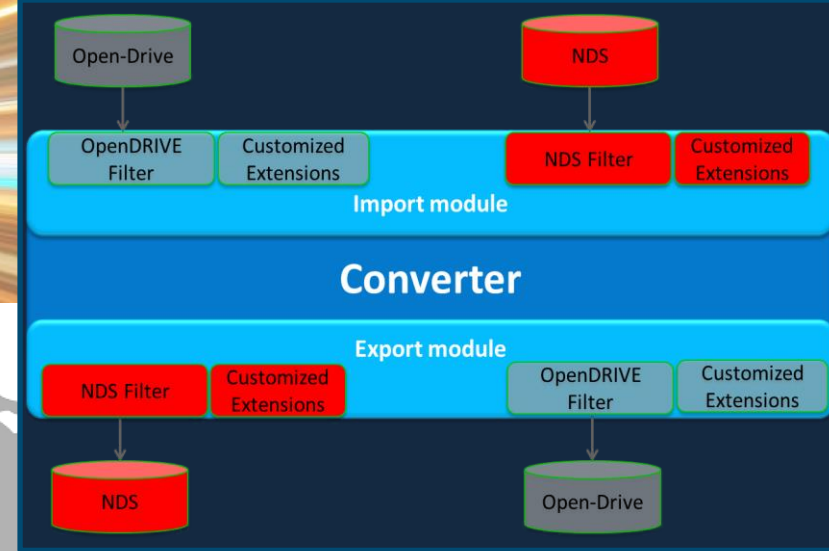 Open-Drive
NDS
OpenDRIVE
Filter
Customized
Extensions
NDS Filter
Customized
Extensions
Import module
Converter
Export module
NDS Filter
Customized
Extensions
OpenDRIVE
Filter
Customized
Extensions
NDS
Open-Drive